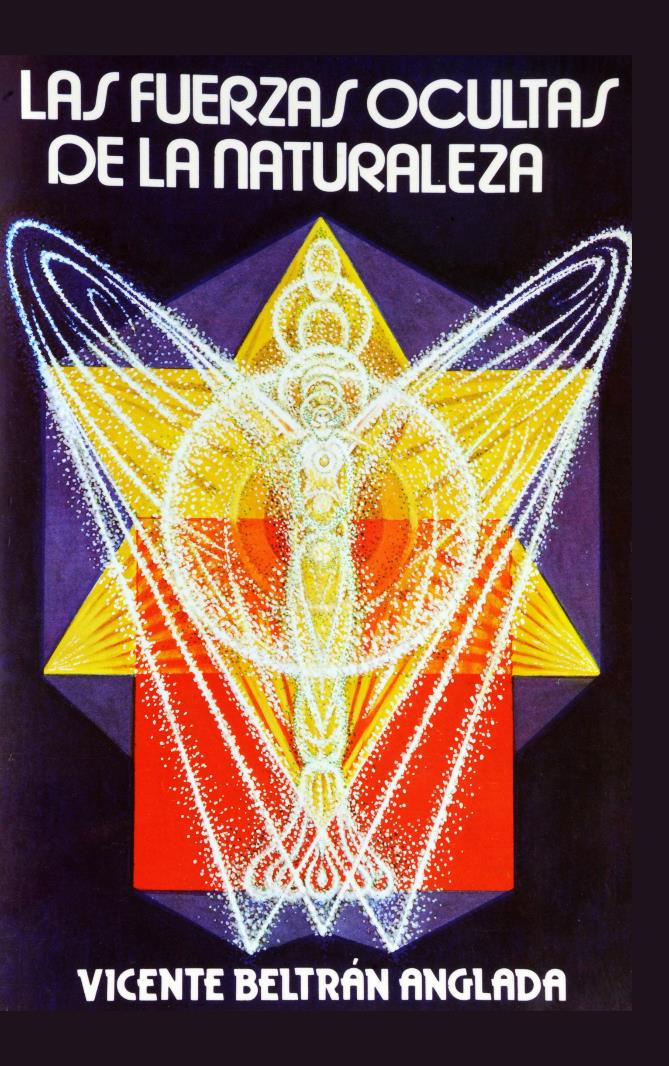 LAS FUERZAS OCULTAS
DE LA NATURALEZA
VICENTE BELTRÁN ANGLADA